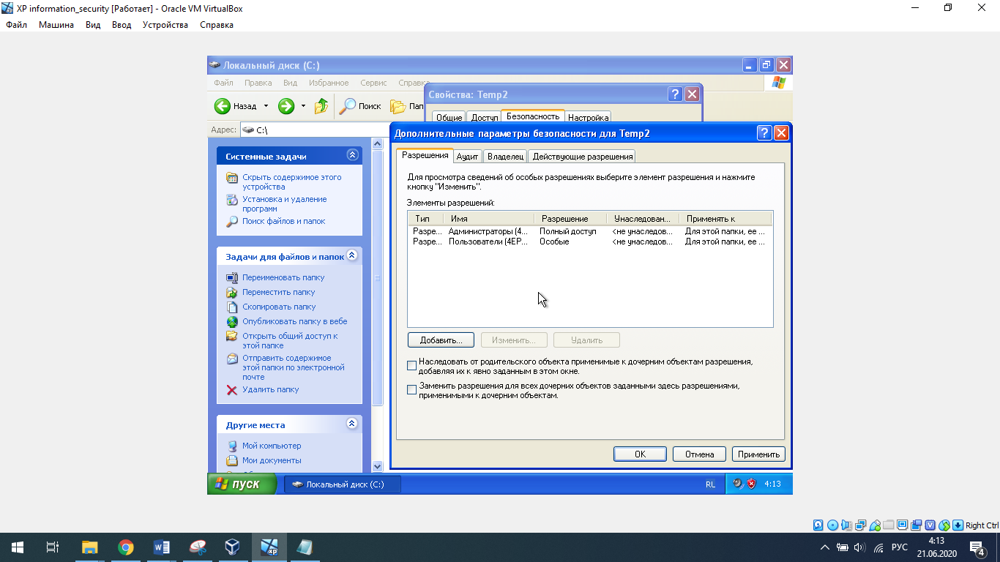 XP information_security [Работает] - Oracle VM VirtualBox
Файл Машина Вид Ввод Устройства Справка
Локальный диск (C:)
Файл Правка Вид Избранное Сервис Справка
Назад Поиск Пап
Адрес: C:\
Системные задачи
Скрыть содержимое этого
устройства
Установка и удаление
программ
Поиск файлов и папок
Задачи для файлов и папок
Переименовать папку
Переместить папку
Скопировать папку
Опубликовать папку в вебе
Открыть общий доступ к
этой папке
Отправить содержимое
этой папки по электронной
почте
Удалить папку
Другие места
Мой компьютер
Мои документы
Свойства: Temp2
Общие Доступ Безопасность Настройка
Дополнительные параметры безопасности для Temp2
Разрешения Аудит Владелец Действующие разрешения
Для просмотра сведений об особых разрешениях выберите элемент разрешения и нажмите
кнопку "Изменить".
Элементы разрешений:
Тип Имя Разрешение Унаследован... Применять к
Разре... Администраторы (4... Полный доступ <не унаследов... Для этой папки, ее ...
Разре... Пользователи (4EP... Особые <не унаследов... Для этой папки, ее ...
Добавить... Изменить... Удалить
Наследовать от родительского объекта применимые к дочерним объектам разрешения,
добавляя их к явно заданным в этом окне.
Заменить разрешения для всех дочерних объектов заданными здесь разрешениями,
применимыми к дочерним объектам.
OK Отмена Применить
пуск Локальный диск (C:) RL 4:13
Right Ctrl
РУС 4:13
21.06.2020
4